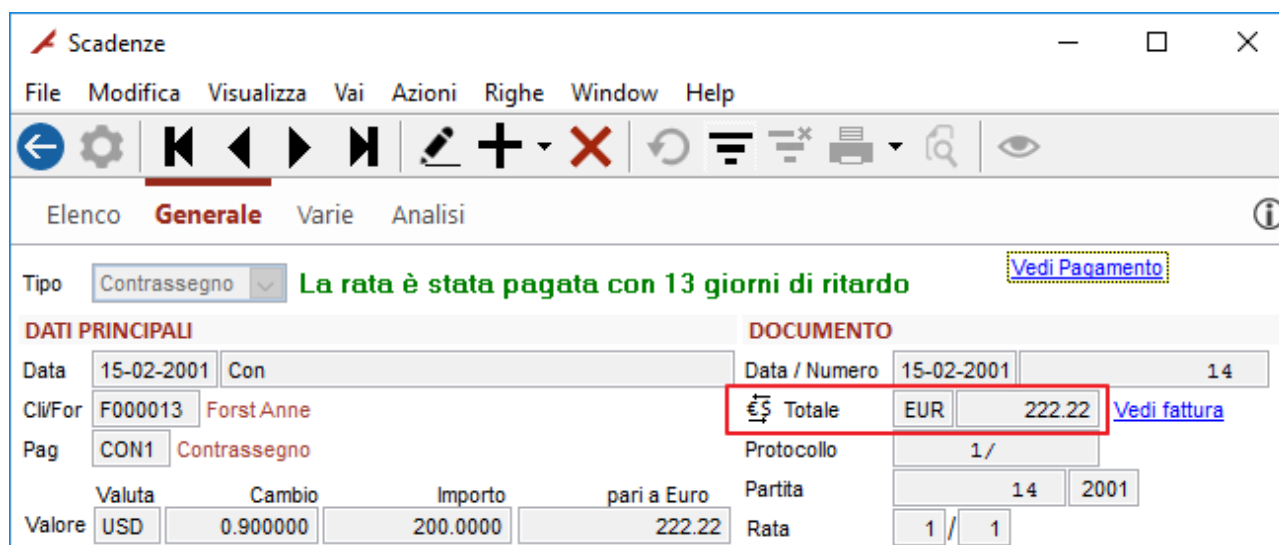 Scadenze
File Modifica Visualizza Vai Azioni Righe Window Help
Elenco Generale Varie Analisi
Tipo Contrassegno La rata è stata pagata con 13 giorni di ritardo Vedi Pagamento
DATI PRINCIPALI DOCUMENTO
Data 15-02-2001 Con Data / Numero 15-02-2001 14
Cli/For F000013 Forst Anne €$ Totale EUR 222.22 Vedi fattura
Pag CON1 Contrassegno Protocollo 1/
Valuta Cambio Importo pari a Euro Partita 14 2001
Valore USD 0.900000 200.0000 222.22 Rata 1 / 1